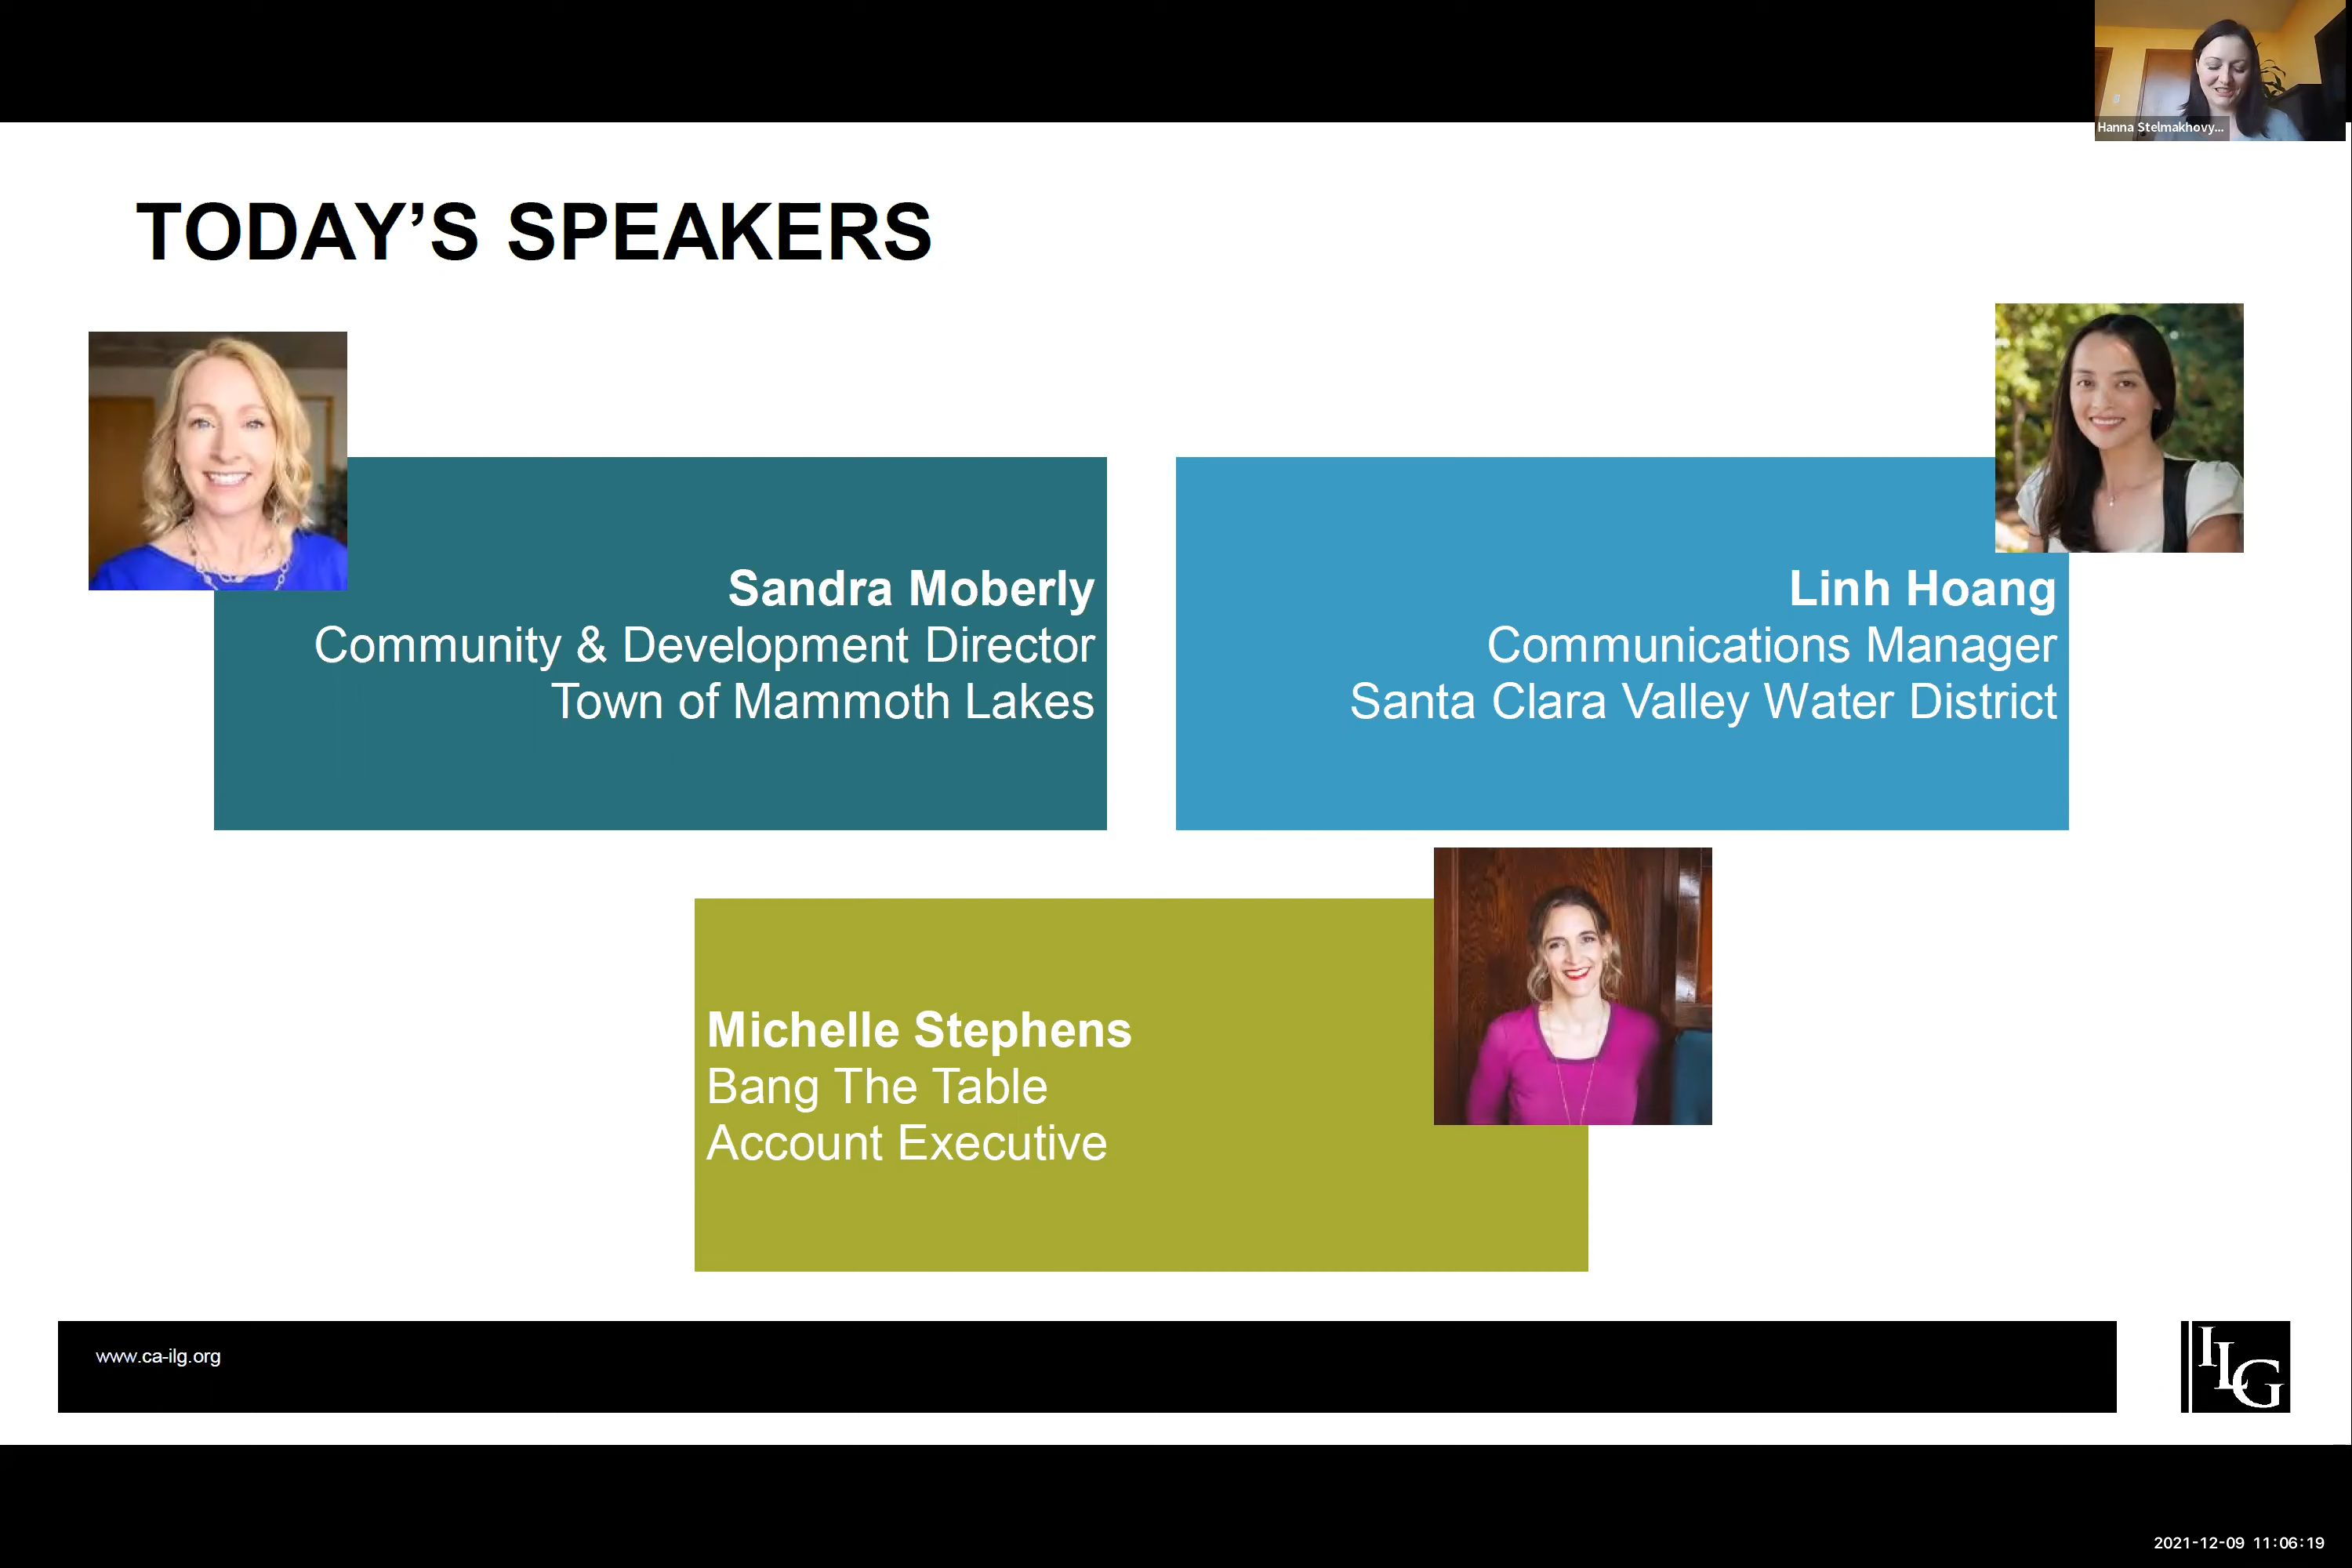 Hanna Stelmakhovy...
TODAY’S SPEAKERS
Sandra Moberly
Community & Development Director
Town of Mammoth Lakes
Linh Hoang
Communications Manager
Santa Clara Valley Water District
Michelle Stephens
Bang The Table
Account Executive
www.ca-ilg.org
ILG
2021-12-09 11:06:19